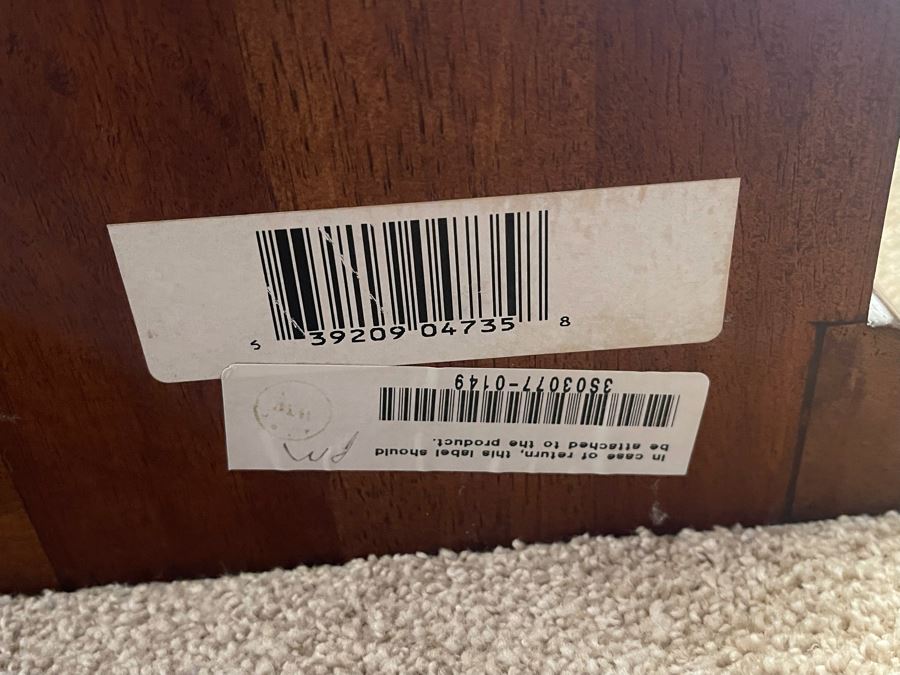 5 39209 04735 8
In case of return, this label should
be attached to the product.
3S03077-0149